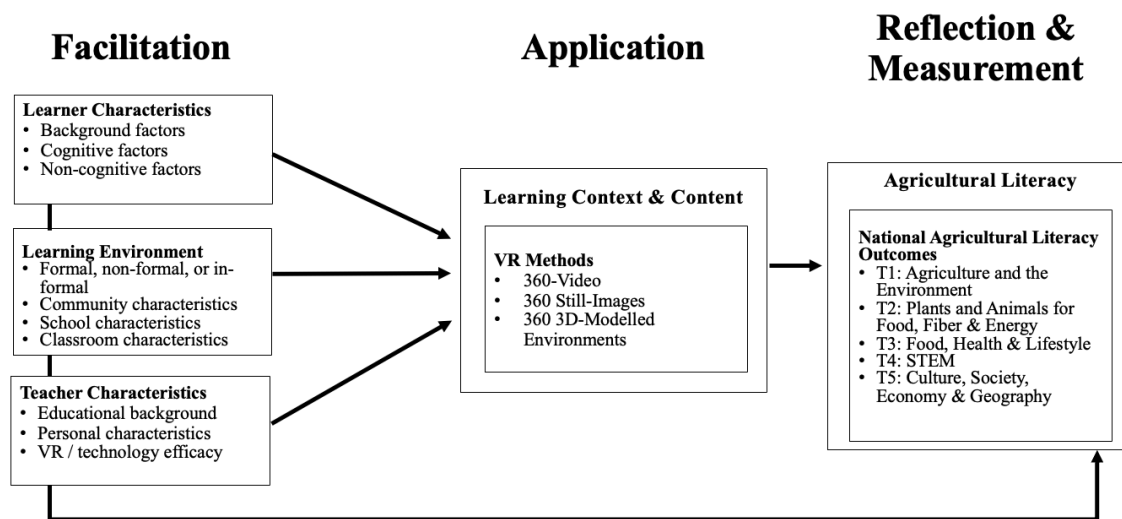 Facilitation
Application
Reflection &
Measurement
Learner Characteristics
• Background factors
• Cognitive factors
• Non-cognitive factors
Learning Environment
• Formal, non-formal, or in-
formal
• Community characteristics
• School characteristics
• Classroom characteristics
Teacher Characteristics
• Educational background
• Personal characteristics
• VR / technology efficacy
Learning Context & Content
VR Methods
• 360-Video
• 360 Still-Images
• 360 3D-Modelled
Environments
Agricultural Literacy
National Agricultural Literacy
Outcomes
• T1: Agriculture and the
Environment
• T2: Plants and Animals for
Food, Fiber & Energy
• T3: Food, Health & Lifestyle
• T4: STEM
• T5: Culture, Society,
Economy & Geography